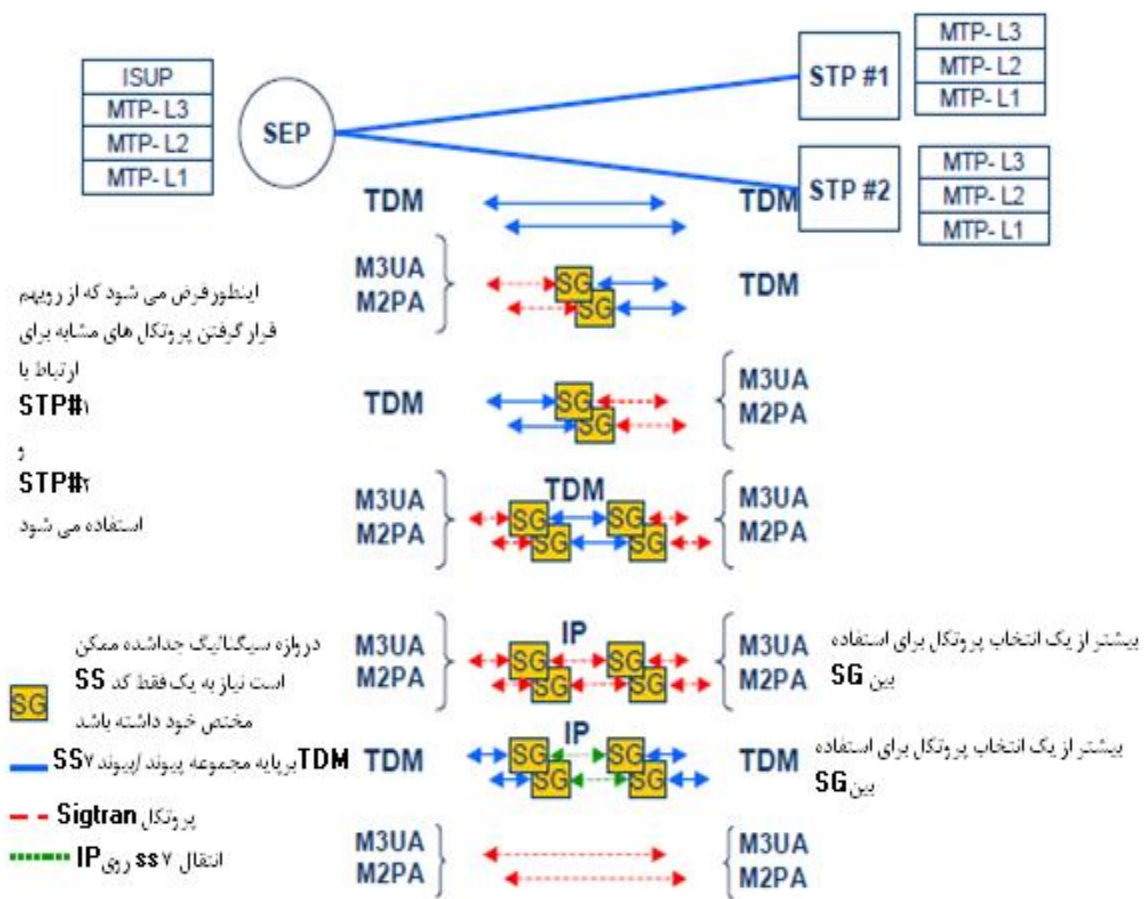 ISUP
MTP- L3
MTP- L2
MTP- L1
SEP
STP #1
MTP- L3
MTP- L2
MTP- L1
STP #2
MTP- L3
MTP- L2
MTP- L1
TDM
TDM
M3UA
M2PA
SG
SG
TDM
اینطور فرض می شود که از رویهم
قرار گرفتن پروتکل های مشابه برای
ارتباط با
STP#۱
و
STP#۲
استفاده می شود
TDM
SG
SG
M3UA
M2PA
M3UA
M2PA
TDM
SG
SG
SG
SG
M3UA
M2PA
M3UA
M2PA
IP
SG
SG
SG
SG
M3UA
M2PA
بیشتر از یک انتخاب پروتکل برای استفاده
بین SG
TDM
IP
SG
SG
SG
SG
TDM
بیشتر از یک انتخاب پروتکل برای استفاده
بین SG
M3UA
M2PA
M3UA
M2PA
SG
دروازه سیگنالیگ جداشده ممکن
است نیاز به یک فقط کد SS
مختص خود داشته باشد
TDM برپایه مجموعه پیوند /پیوند SS۷
پروتکل Sigtran
انتقال ss۷ روی IP